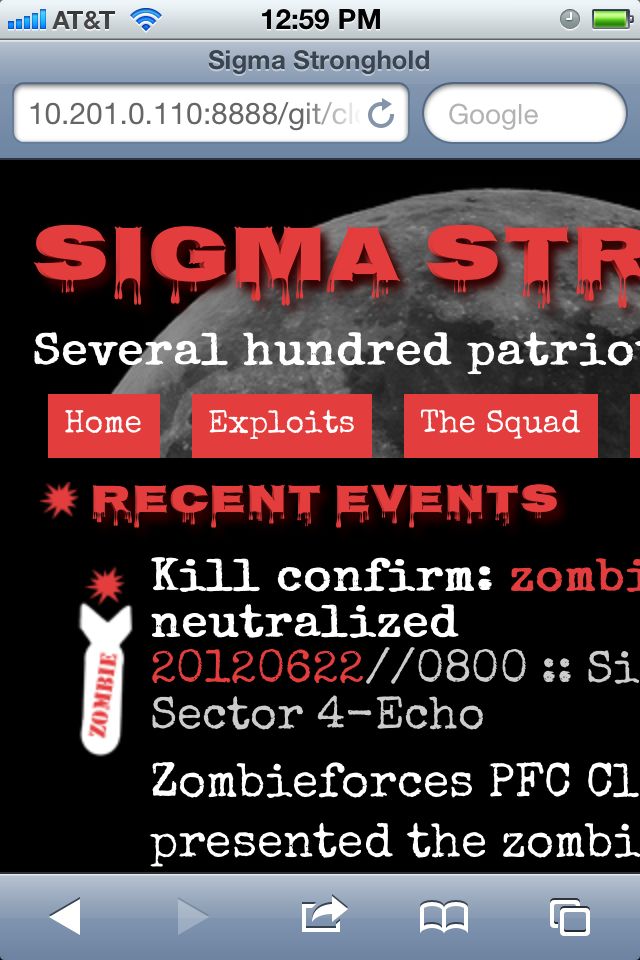 AT&T 12:59 PM
Sigma Stronghold
10.201.0.110:8888/git/cl
Google
SIGMA STR
Several hundred patrio
Home Exploits The Squad
RECENT EVENTS
Kill confirm: zombi
neutralized
20120622//0800 :: Si
Sector 4-Echo
ZOMBIE
Zombieforces PFC Cl
presented the zombi